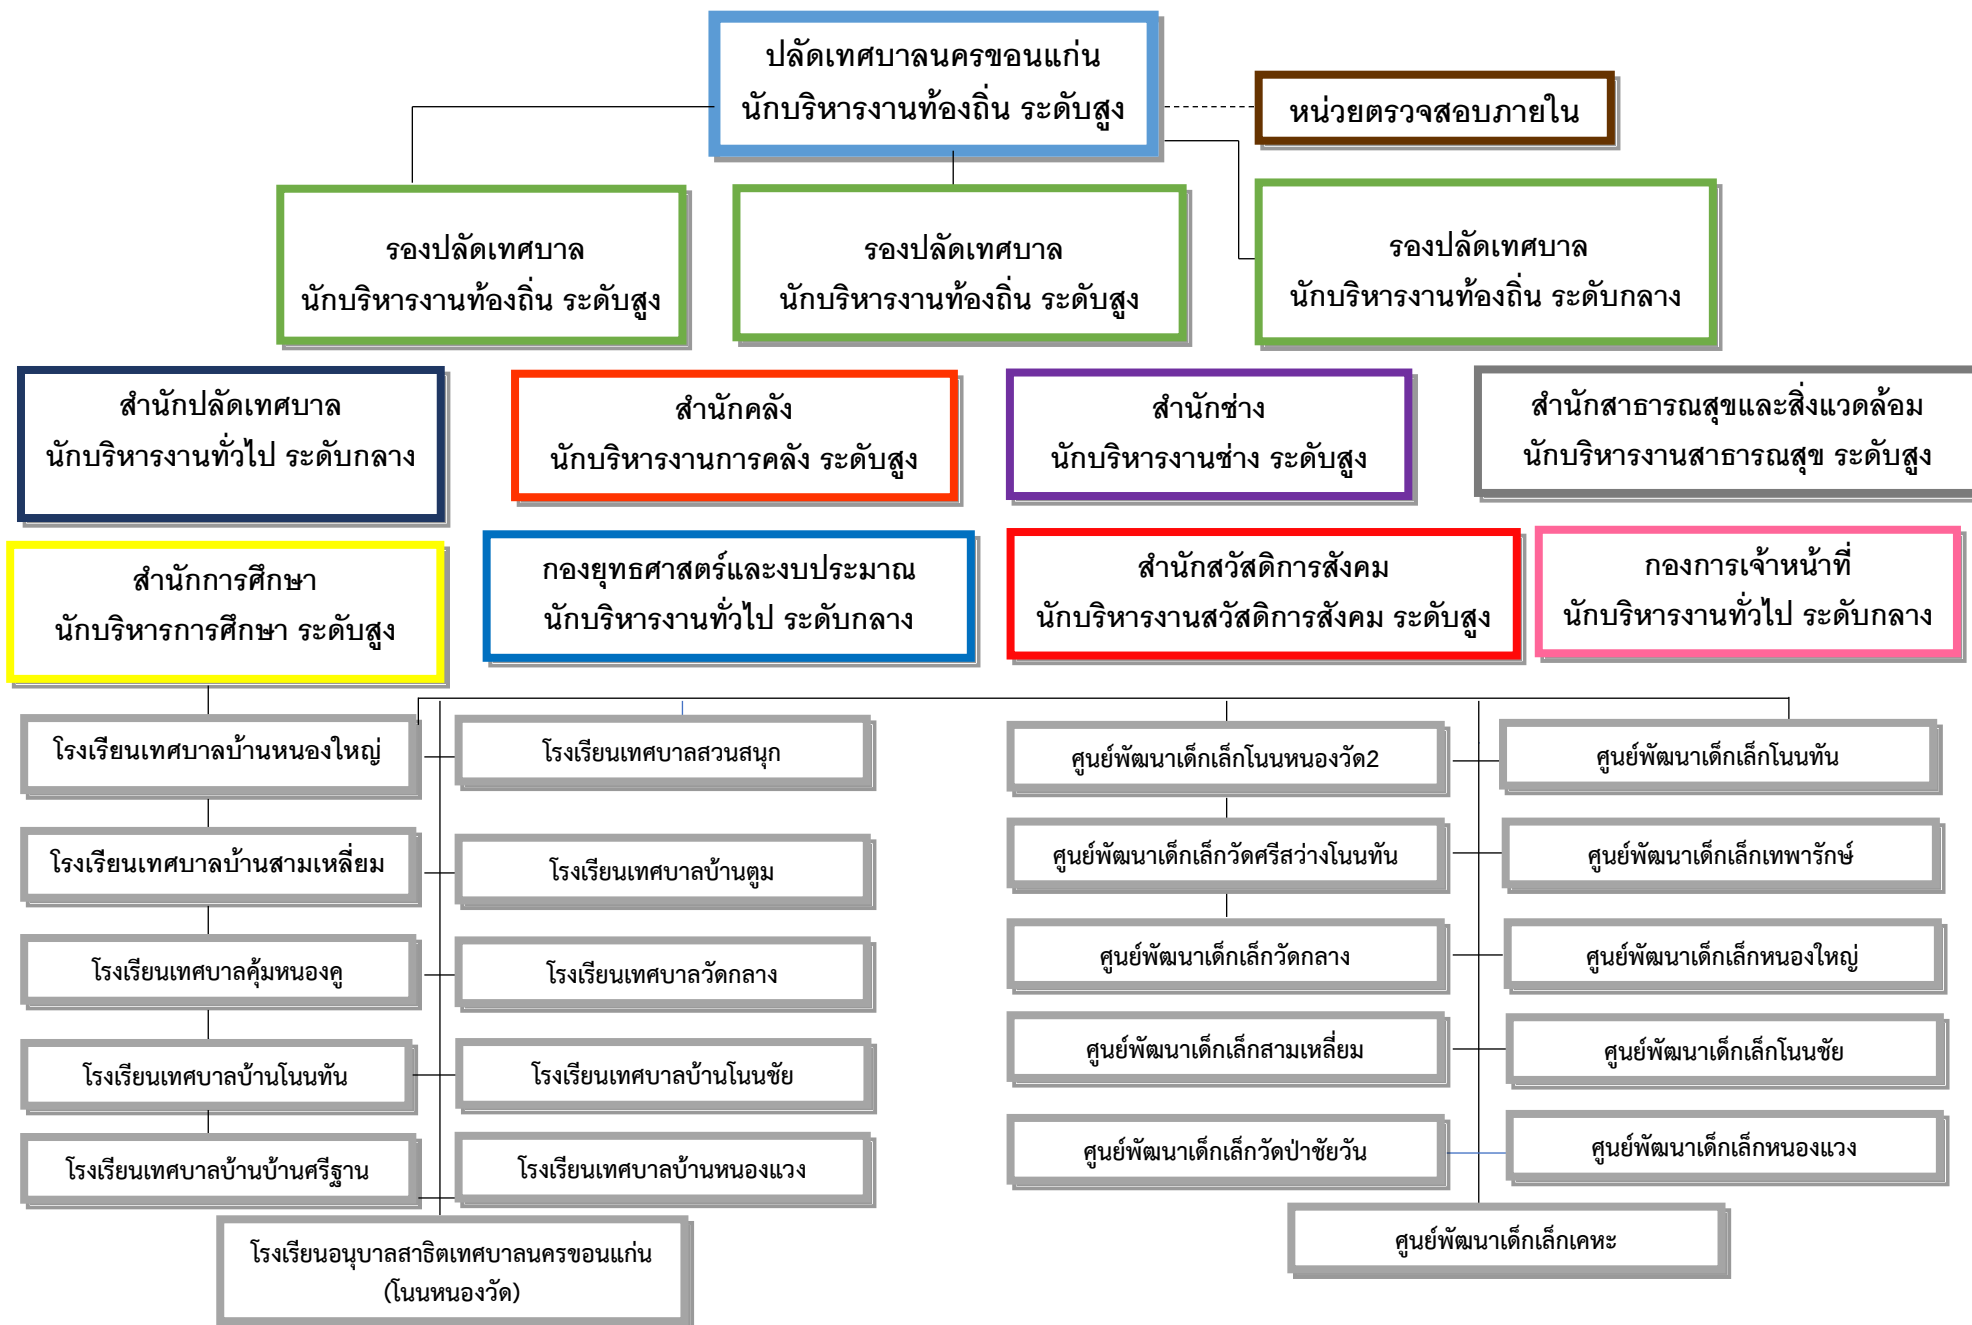 ปลัดเทศบาลนครขอนแก่น
นักบริหารงานท้องถิ่น ระดับสูง
หน่วยตรวจสอบภายใน
รองปลัดเทศบาล
นักบริหารงานท้องถิ่น ระดับสูง
รองปลัดเทศบาล
นักบริหารงานท้องถิ่น ระดับสูง
รองปลัดเทศบาล
นักบริหารงานท้องถิ่น ระดับกลาง
สำนักปลัดเทศบาล
นักบริหารงานทั่วไป ระดับกลาง
สำนักคลัง
นักบริหารงานการคลัง ระดับสูง
สำนักช่าง
นักบริหารงานช่าง ระดับสูง
สำนักสาธารณสุขและสิ่งแวดล้อม
นักบริหารงานสาธารณสุข ระดับสูง
สำนักการศึกษา
นักบริหารการศึกษา ระดับสูง
กองยุทธศาสตร์และงบประมาณ
นักบริหารงานทั่วไป ระดับกลาง
สำนักสวัสดิการสังคม
นักบริหารงานสวัสดิการสังคม ระดับสูง
กองการเจ้าหน้าที่
นักบริหารงานทั่วไป ระดับกลาง
โรงเรียนเทศบาลบ้านหนองใหญ่
โรงเรียนเทศบาลสวนสนุก
ศูนย์พัฒนาเด็กเล็กโนนหนองวัด2
ศูนย์พัฒนาเด็กเล็กโนนทัน
โรงเรียนเทศบาลบ้านสามเหลี่ยม
โรงเรียนเทศบาลบ้านตูม
ศูนย์พัฒนาเด็กเล็กวัดศรีสว่างโนนทัน
ศูนย์พัฒนาเด็กเล็กเทพารักษ์
โรงเรียนเทศบาลคุ้มหนองคู
โรงเรียนเทศบาลวัดกลาง
ศูนย์พัฒนาเด็กเล็กวัดกลาง
ศูนย์พัฒนาเด็กเล็กหนองใหญ่
โรงเรียนเทศบาลบ้านโนนทัน
โรงเรียนเทศบาลบ้านโนนชัย
ศูนย์พัฒนาเด็กเล็กสามเหลี่ยม
ศูนย์พัฒนาเด็กเล็กโนนชัย
โรงเรียนเทศบาลบ้านบ้านศรีฐาน
โรงเรียนเทศบาลบ้านหนองแวง
ศูนย์พัฒนาเด็กเล็กวัดป่าชัยวัน
ศูนย์พัฒนาเด็กเล็กหนองแวง
โรงเรียนอนุบาลสาธิตเทศบาลนครขอนแก่น
(โนนหนองวัด)
ศูนย์พัฒนาเด็กเล็กเคหะ